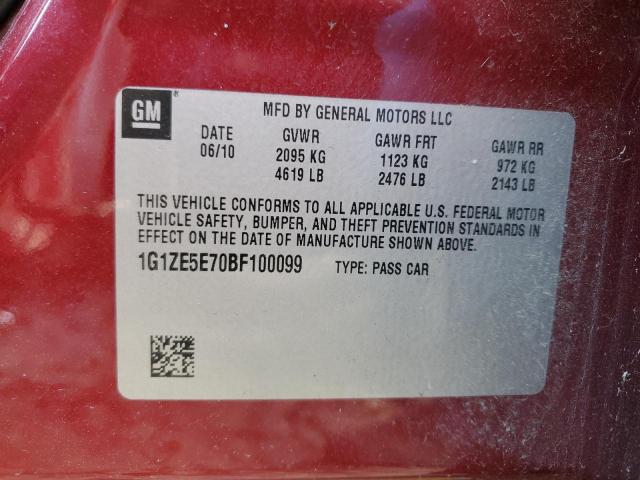 GM
®
MFD BY GENERAL MOTORS LLC
DATE GVWR GAWR FRT GAWR RR
06/10 2095 KG 1123 KG 972 KG
4619 LB 2476 LB 2143 LB
THIS VEHICLE CONFORMS TO ALL APPLICABLE U.S. FEDERAL MOTOR
VEHICLE SAFETY, BUMPER, AND THEFT PREVENTION STANDARDS IN
EFFECT ON THE DATE OF MANUFACTURE SHOWN ABOVE.
1G1ZE5E70BF100099 TYPE: PASS CAR